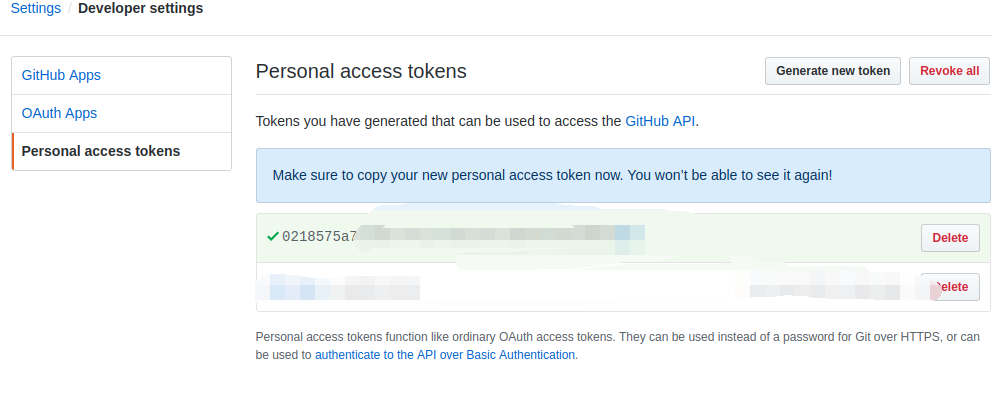 Settings / Developer settings
GitHub Apps
OAuth Apps
Personal access tokens
Personal access tokens
Generate new token
Revoke all
Tokens you have generated that can be used to access the GitHub API.
Make sure to copy your new personal access token now. You won’t be able to see it again!
0218575a7
Delete
elete
Personal access tokens function like ordinary OAuth access tokens. They can be used instead of a password for Git over HTTPS, or can
be used to authenticate to the API over Basic Authentication.